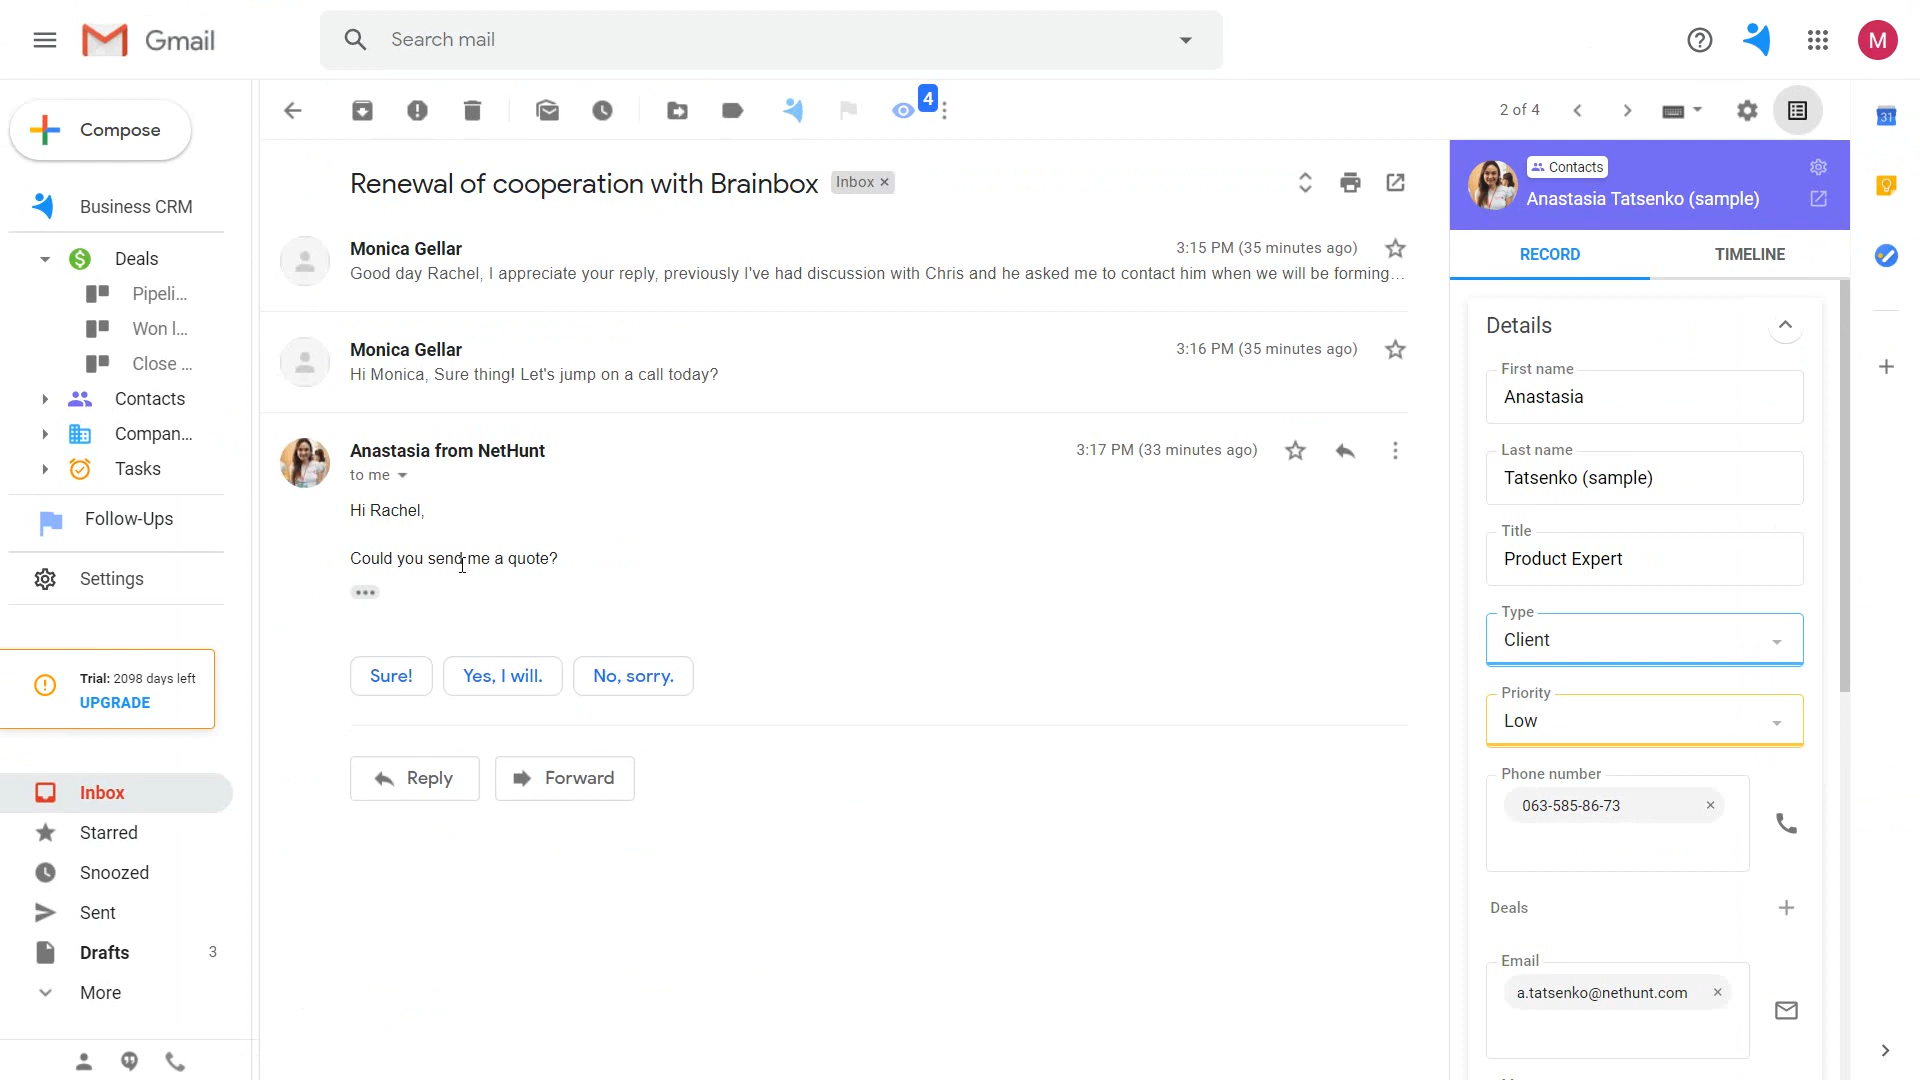 Gmail
Search mail
M
Compose
4
2 of 4
31
Business CRM
Deals
Pipeli...
Won l...
Close ...
Contacts
Compan...
Tasks
Follow-Ups
Settings
Trial: 2098 days left
UPGRADE
Inbox
Starred
Snoozed
Sent
Drafts 3
More
Renewal of cooperation with Brainbox Inbox ×
Monica Gellar 3:15 PM (35 minutes ago)
Good day Rachel, I appreciate your reply, previously I've had discussion with Chris and he asked me to contact him when we will be forming...
Monica Gellar 3:16 PM (35 minutes ago)
Hi Monica, Sure thing! Let's jump on a call today?
Anastasia from NetHunt 3:17 PM (33 minutes ago)
to me
Hi Rachel,
Could you send me a quote?
Sure! Yes, I will. No, sorry.
Reply Forward
Contacts
Anastasia Tatsenko (sample)
RECORD TIMELINE
Details
First name
Anastasia
Last name
Tatsenko (sample)
Title
Product Expert
Type
Client
Priority
Low
Phone number
063-585-86-73 ×
Deals
Email
a.tatsenko@nethunt.com ×